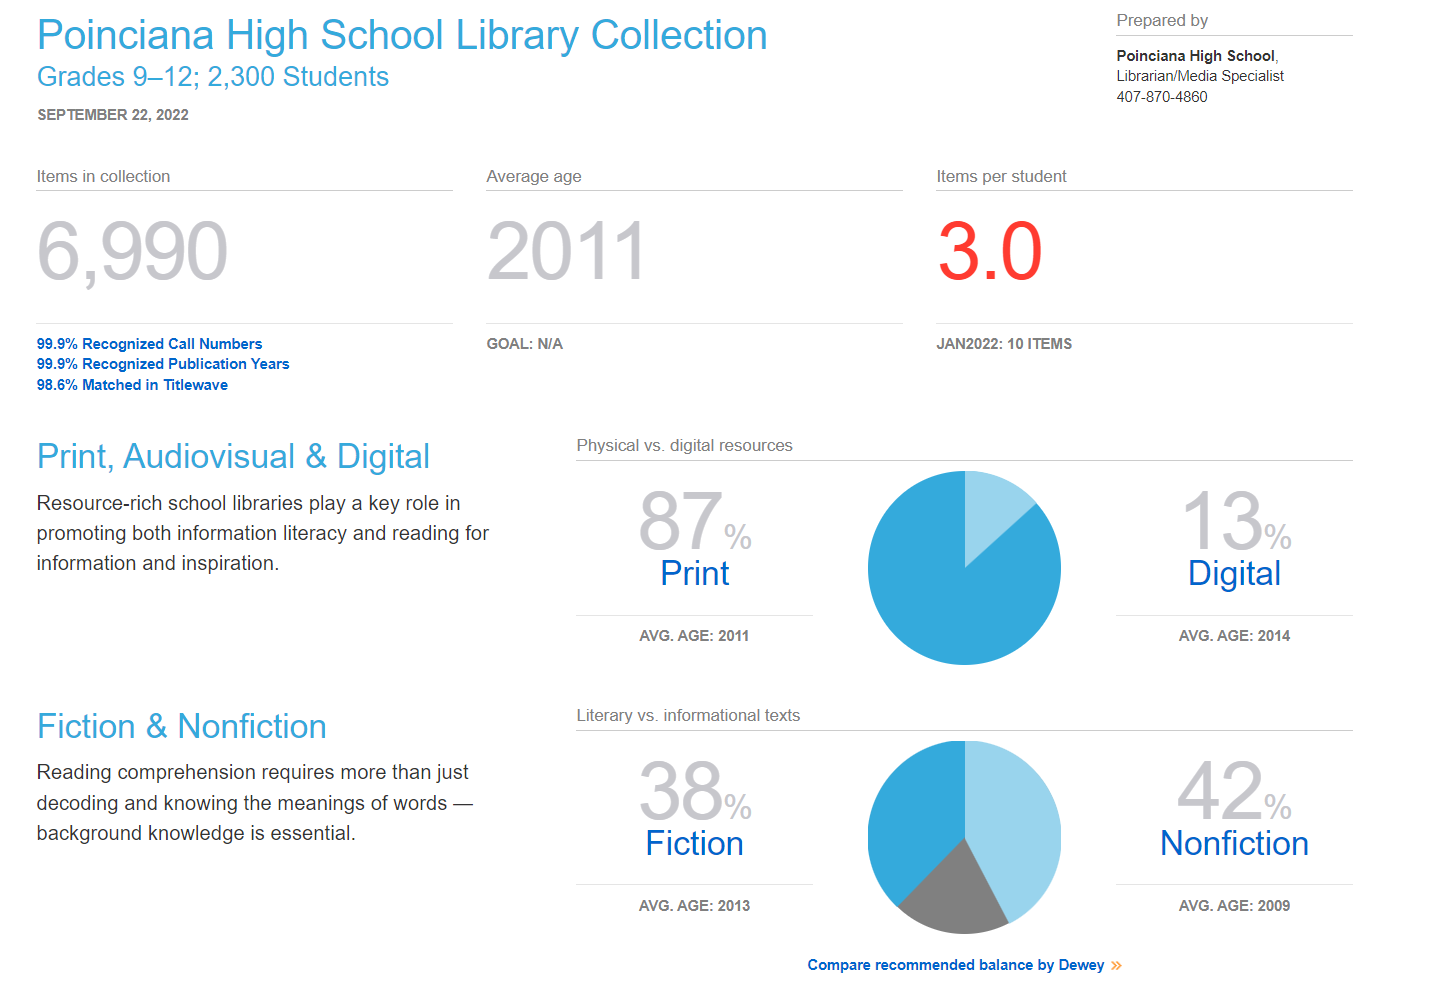 Poinciana High School Library Collection
Grades 9–12; 2,300 Students
SEPTEMBER 22, 2022
Prepared by
Poinciana High School,
Librarian/Media Specialist
407-870-4860
Items in collection
6,990
99.9% Recognized Call Numbers
99.9% Recognized Publication Years
98.6% Matched in Titlewave
Average age
2011
GOAL: N/A
Items per student
3.0
JAN2022: 10 ITEMS
Print, Audiovisual & Digital
Resource-rich school libraries play a key role in
promoting both information literacy and reading for
information and inspiration.
Physical vs. digital resources
87%
Print
AVG. AGE: 2011
13%
Digital
AVG. AGE: 2014
Fiction & Nonfiction
Reading comprehension requires more than just
decoding and knowing the meanings of words —
background knowledge is essential.
Literary vs. informational texts
38%
Fiction
AVG. AGE: 2013
42%
Nonfiction
AVG. AGE: 2009
Compare recommended balance by Dewey »